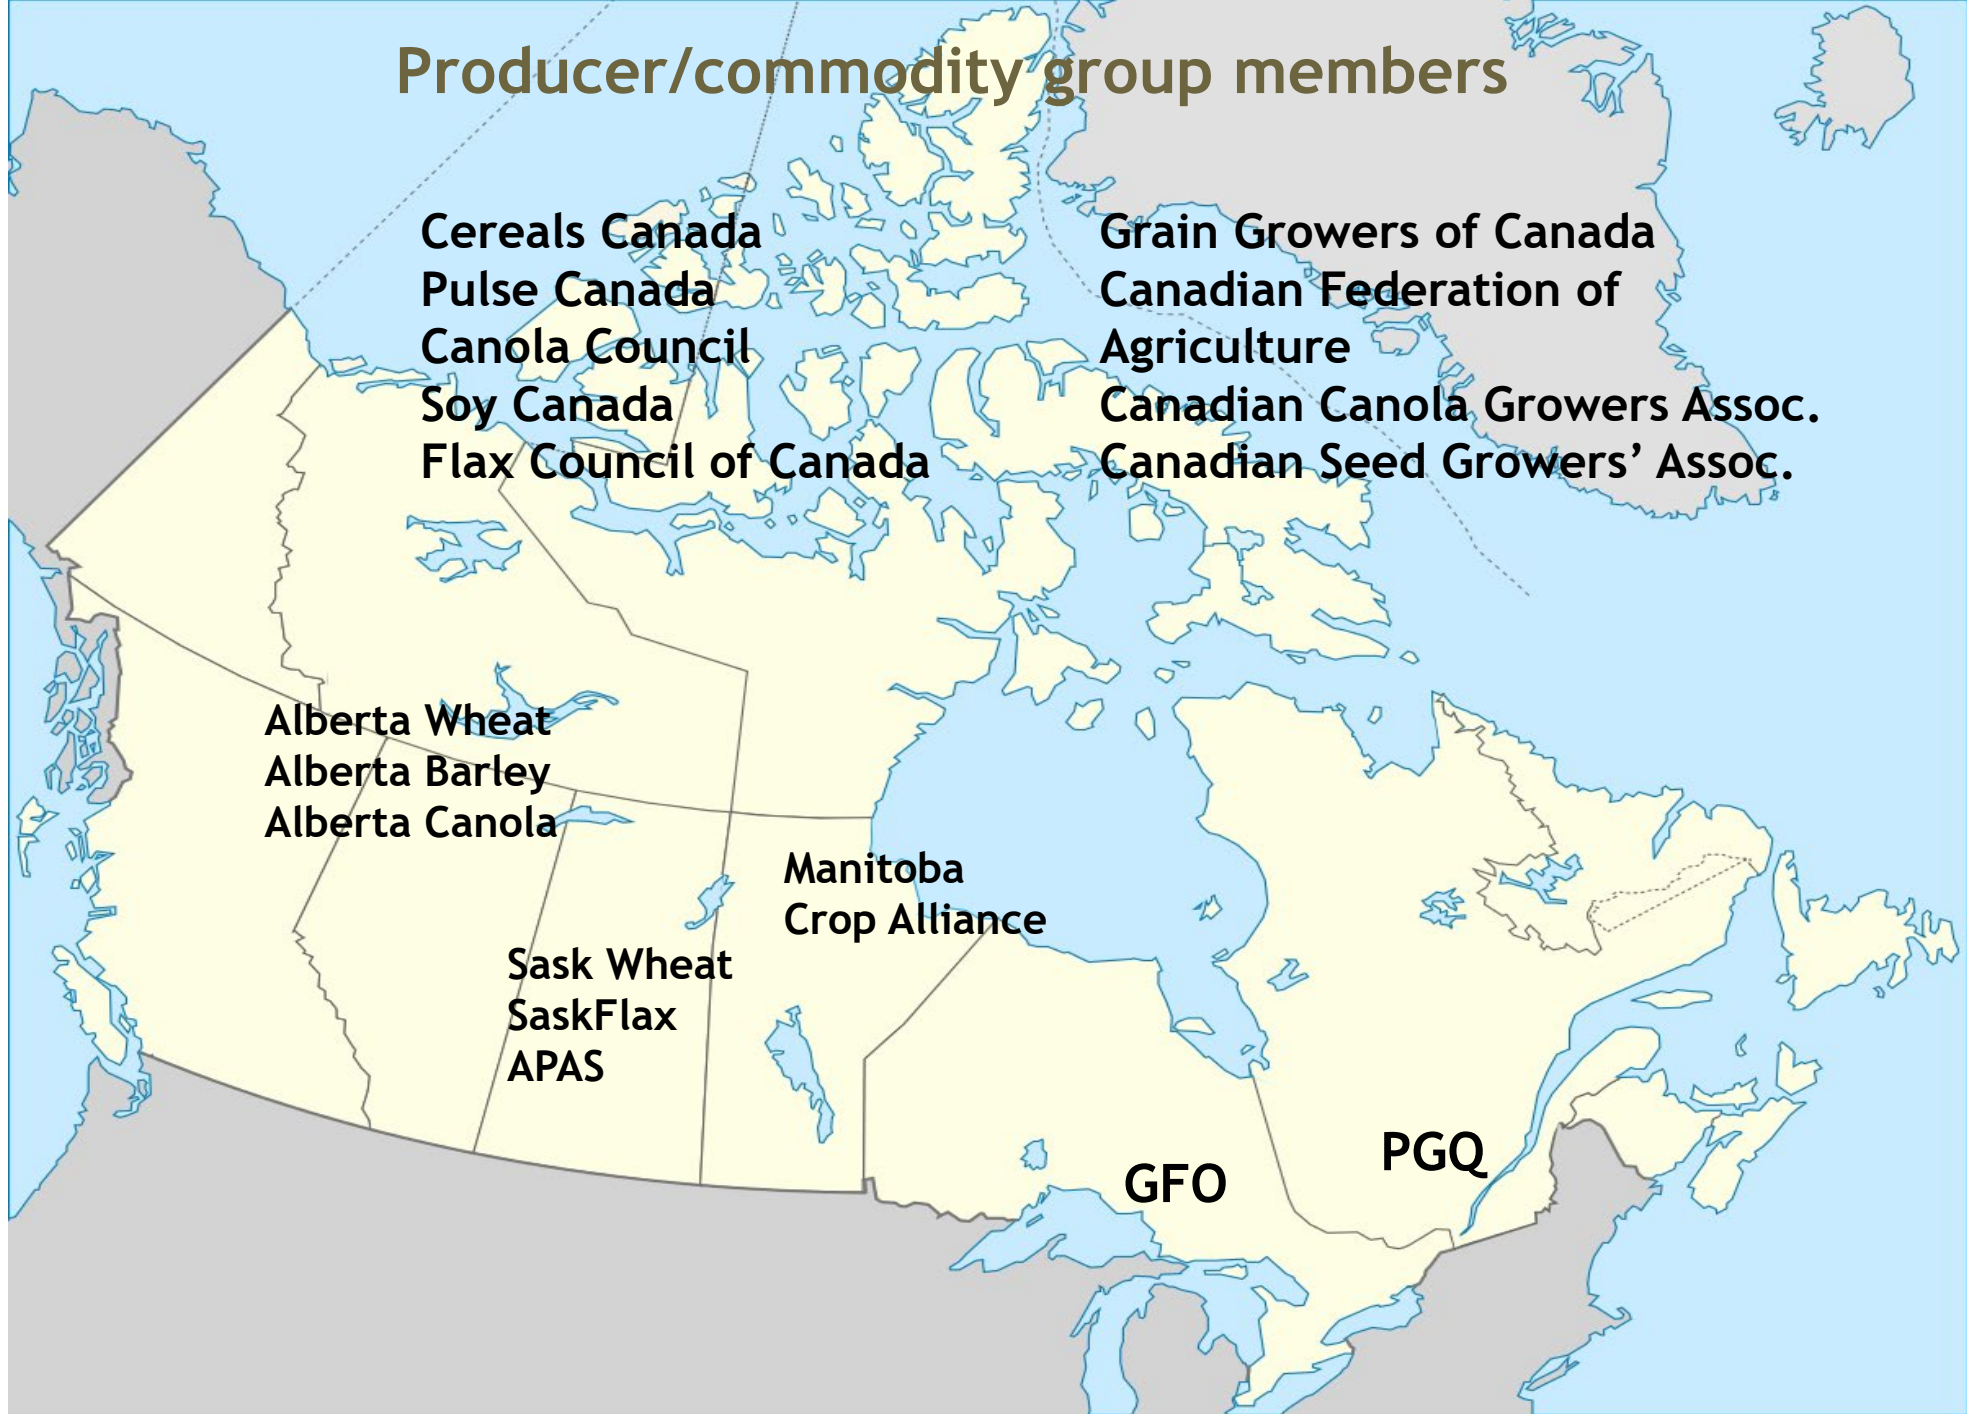 Producer/commodity group members
Cereals Canada
Pulse Canada
Canola Council
Soy Canada
Flax Council of Canada
Grain Growers of Canada
Canadian Federation of
Agriculture
Canadian Canola Growers Assoc.
Canadian Seed Growers’ Assoc.
Alberta Wheat
Alberta Barley
Alberta Canola
Manitoba
Crop Alliance
Sask Wheat
SaskFlax
APAS
GFO
PGQ